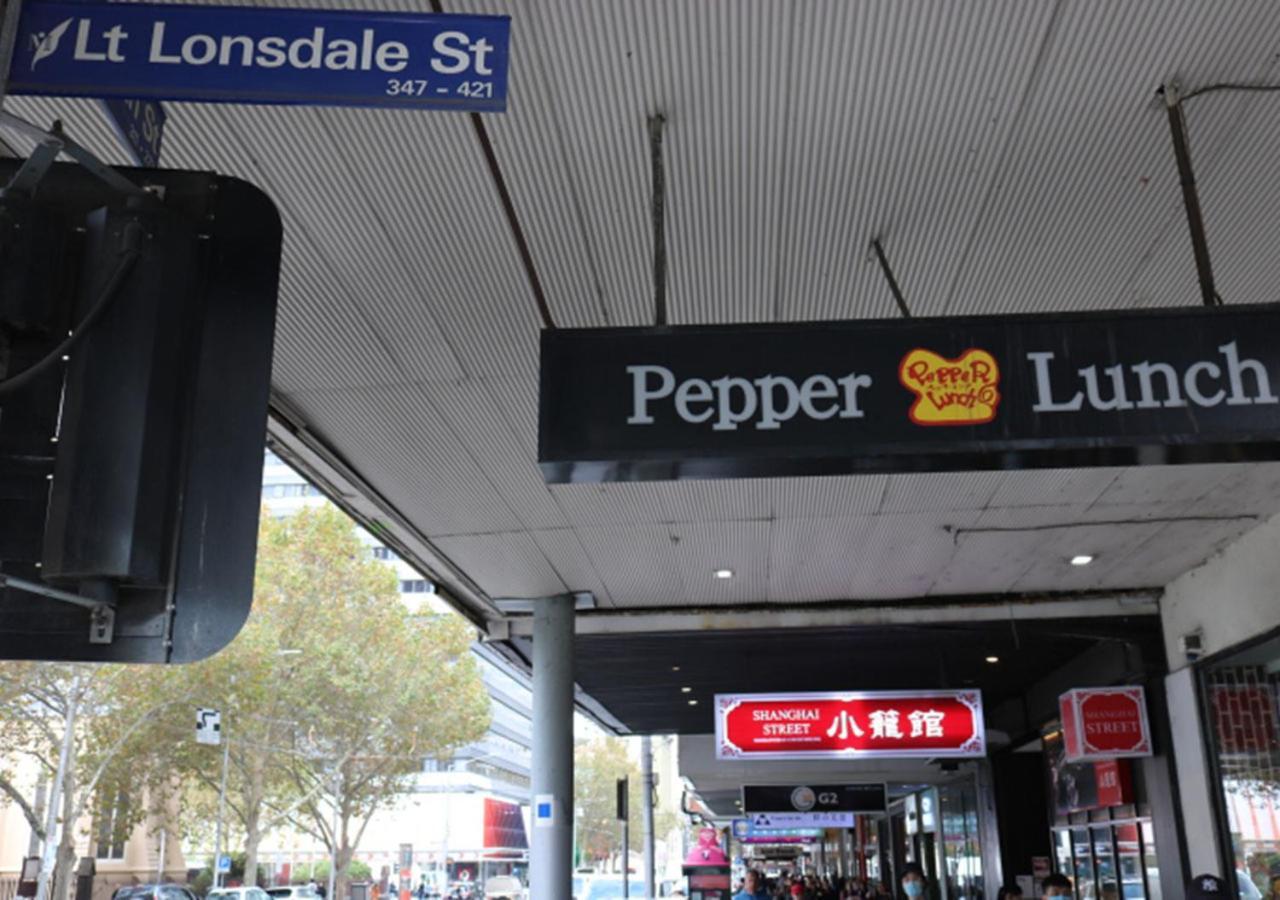 Lt Lonsdale St
347 - 421
Pepper Lunch
PEPPER
Lunch
SHANGHAI
STREET
小籠館
SHANGHAI
STREET
G2